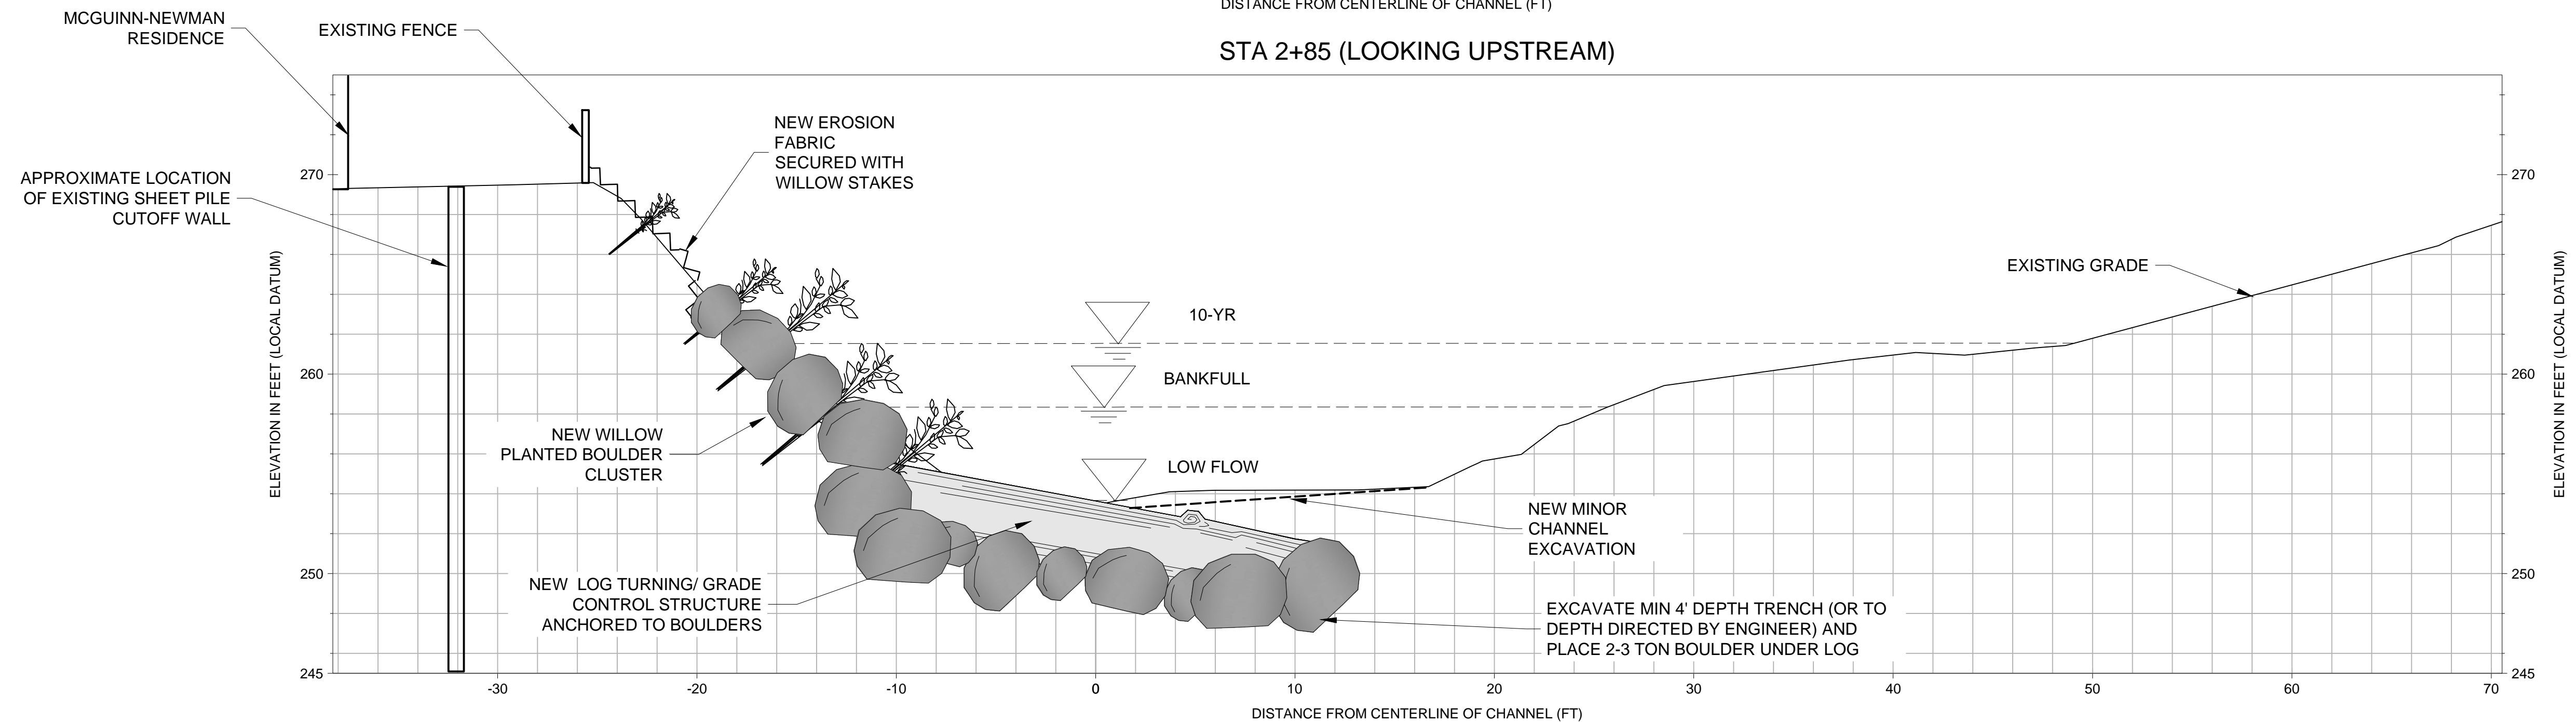 DISTANCE FROM CENTERLINE OF CHANNEL (FT)
STA 2+85 (LOOKING UPSTREAM)
MCGUINN-NEWMAN
RESIDENCE
EXISTING FENCE
NEW EROSION
FABRIC
SECURED WITH
WILLOW STAKES
APPROXIMATE LOCATION
OF EXISTING SHEET PILE
CUTOFF WALL
EXISTING GRADE
10-YR
BANKFULL
LOW FLOW
NEW WILLOW
PLANTED BOULDER
CLUSTER
NEW MINOR
CHANNEL
EXCAVATION
NEW LOG TURNING/ GRADE
CONTROL STRUCTURE
ANCHORED TO BOULDERS
EXCAVATE MIN 4' DEPTH TRENCH (OR TO
DEPTH DIRECTED BY ENGINEER) AND
PLACE 2-3 TON BOULDER UNDER LOG
ELEVATION IN FEET (LOCAL DATUM)
270
260
250
245
ELEVATION IN FEET (LOCAL DATUM)
270
260
250
245
-30
-20
-10
0
10
20
30
40
50
60
70
DISTANCE FROM CENTERLINE OF CHANNEL (FT)